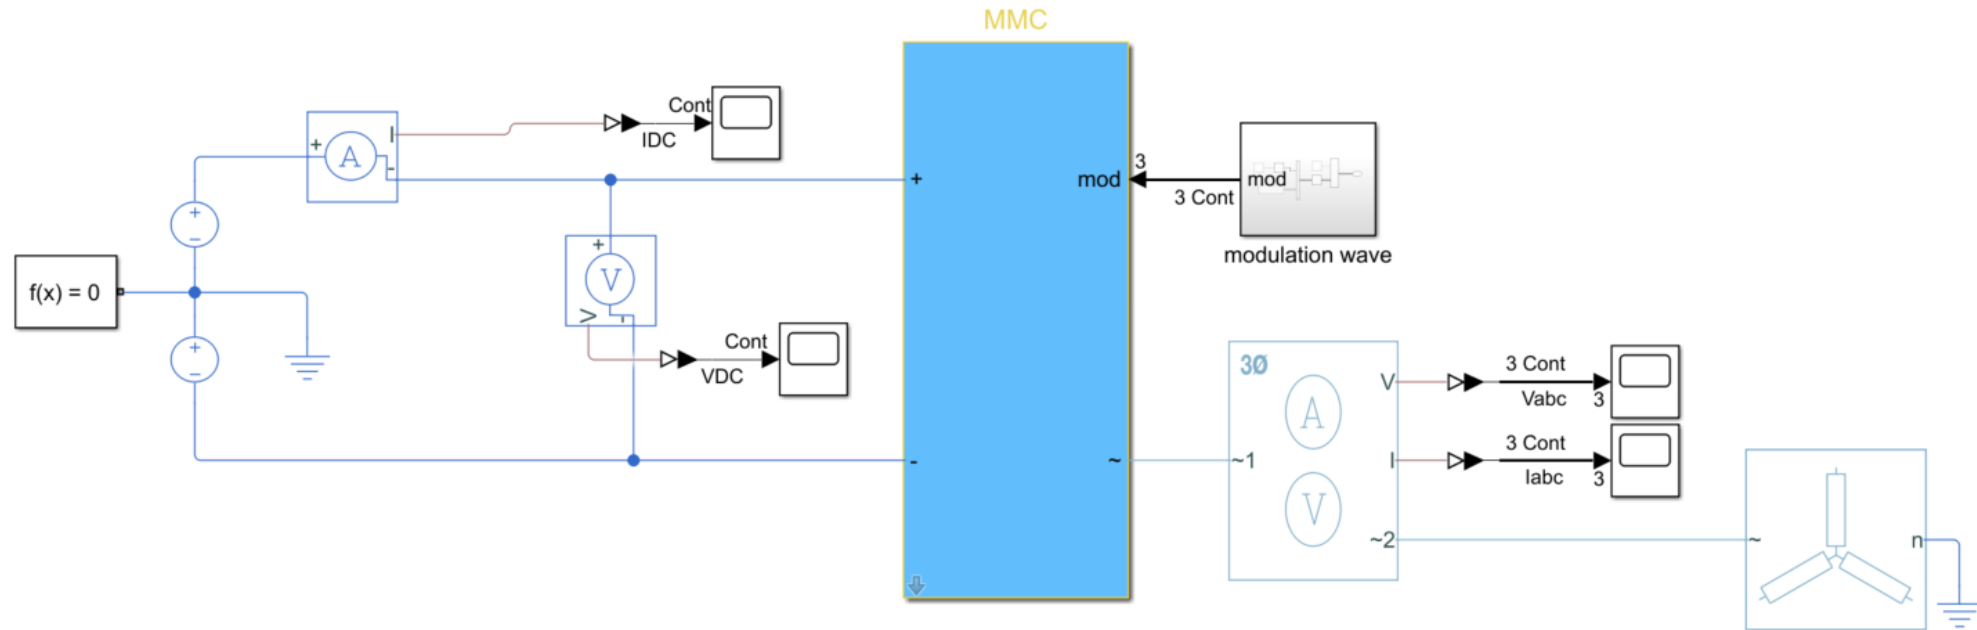 MMC
Cont
IDC
I
+
A
-
+
mod
3
3 Cont
mod
modulation wave
+
−
f(x) = 0
+
V
V
-
Cont
VDC
+
−
-
~
3Ø
A
V
~1
V
I
~2
3 Cont
Vabc
3
3 Cont
Iabc
3
~
n